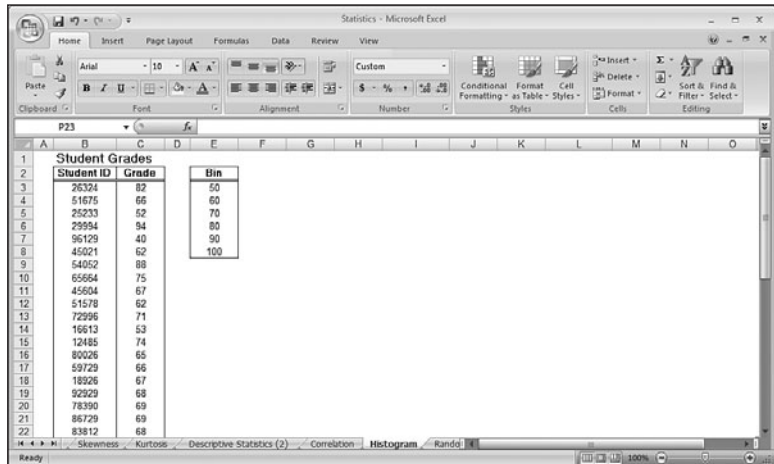 Statistics - Microsoft Excel
Home Insert Page Layout Formulas Data Review View
Paste
Arial 10 A A
B I U A
Custom
$ % ,
Conditional Formatting Format as Table Cell Styles
Insert
Delete
Format
Σ
Sort & Filter Find & Select
Clipboard Font Alignment Number Styles Cells Editing
P23 fx
A B C D E F G H I J K L M N O
1 Student Grades
2 Student ID Grade Bin
3 26324 82 50
4 51675 66 60
5 25233 52 70
6 29994 94 80
7 96129 40 90
8 45021 62 100
9 54052 88
10 65664 75
11 45604 67
12 51578 62
13 72996 71
14 16613 53
15 12485 74
16 80026 65
17 59729 66
18 18926 67
19 92929 68
20 78390 69
21 86729 69
22 83812 68
Skewness Kurtosis Descriptive Statistics (2) Correlation Histogram Rando
Ready 100%